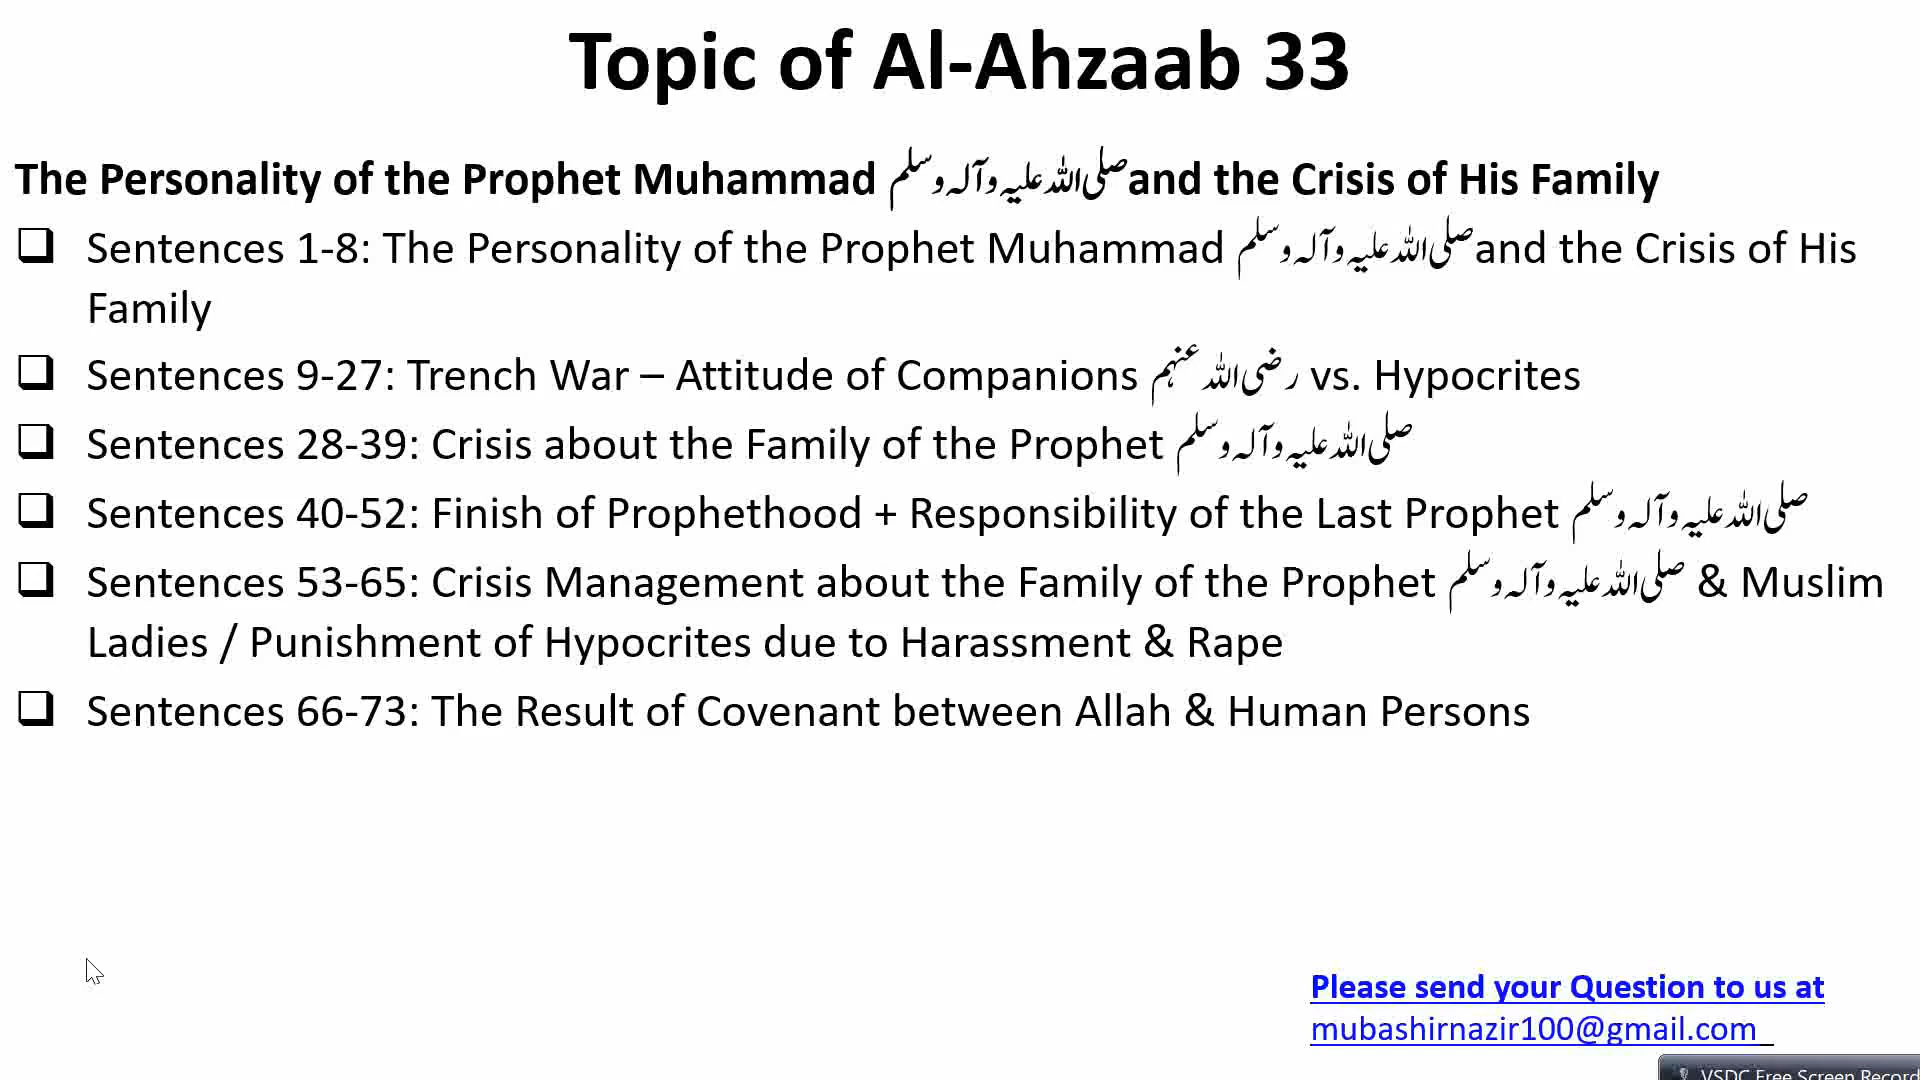 Topic of Al-Ahzaab 33
The Personality of the Prophet Muhammad صلی اللہ علیہ وآلہ وسلم and the Crisis of His Family
Sentences 1-8: The Personality of the Prophet Muhammad صلی اللہ علیہ وآلہ وسلم and the Crisis of His
Family
Sentences 9-27: Trench War – Attitude of Companions رضی اللہ عنہم vs. Hypocrites
Sentences 28-39: Crisis about the Family of the Prophet صلی اللہ علیہ وآلہ وسلم
Sentences 40-52: Finish of Prophethood + Responsibility of the Last Prophet صلی اللہ علیہ وآلہ وسلم
Sentences 53-65: Crisis Management about the Family of the Prophet صلی اللہ علیہ وآلہ وسلم & Muslim
Ladies / Punishment of Hypocrites due to Harassment & Rape
Sentences 66-73: The Result of Covenant between Allah & Human Persons
Please send your Question to us at
mubashirnazir100@gmail.com
VSDC Free Screen Record